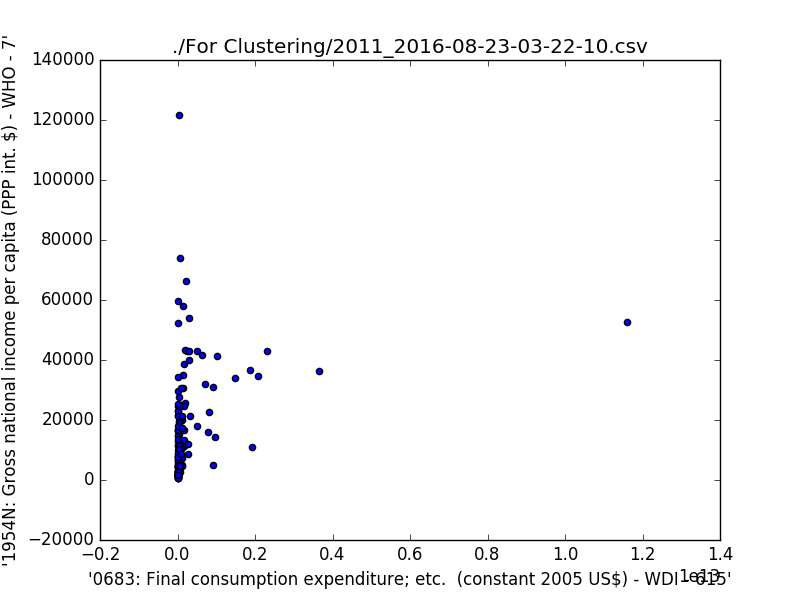 ./For Clustering/2011_2016-08-23-03-22-10.csv
'1954N: Gross national income per capita (PPP int. $) - WHO - 7'
140000
120000
100000
80000
60000
40000
20000
0
−20000
−0.2 0.0 0.2 0.4 0.6 0.8 1.0 1.2 1.4
1e13
'0683: Final consumption expenditure; etc.  (constant 2005 US$) - WDI - 615'